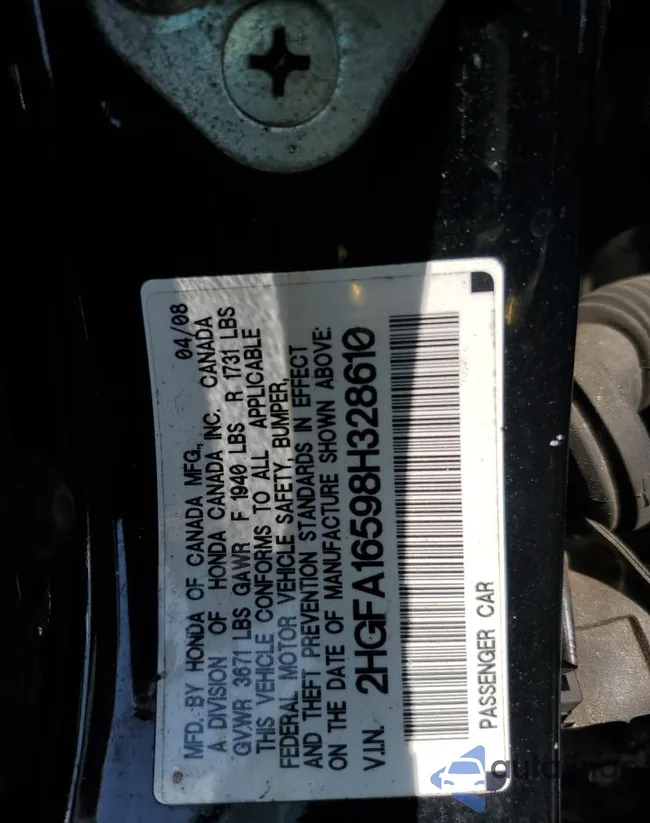 MFD. BY HONDA OF CANADA MFG., 04/08
A DIVISION OF HONDA CANADA INC. CANADA
GVWR 3671 LBS GAWR F 1940 LBS R 1731 LBS
THIS VEHICLE CONFORMS TO ALL APPLICABLE
FEDERAL MOTOR VEHICLE SAFETY, BUMPER,
AND THEFT PREVENTION STANDARDS IN EFFECT
ON THE DATE OF MANUFACTURE SHOWN ABOVE:
V.I.N. 2HGFA16598H328610
PASSENGER CAR